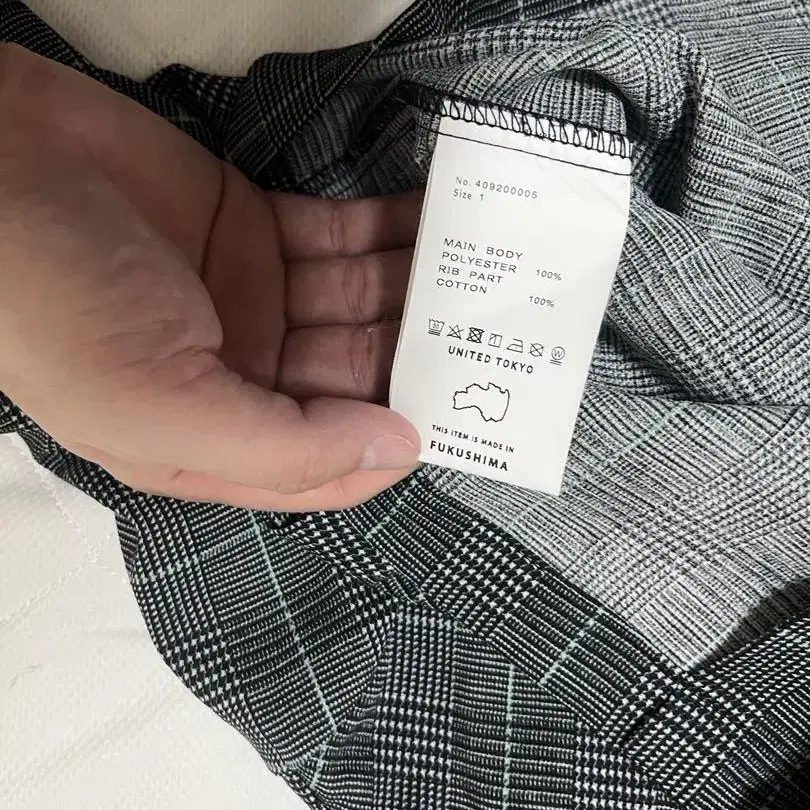 No. 409200005
Size 1
MAIN BODY
POLYESTER 100%
RIB PART
COTTON 100%
30
W
UNITED TOKYO
THIS ITEM IS MADE IN
FUKUSHIMA